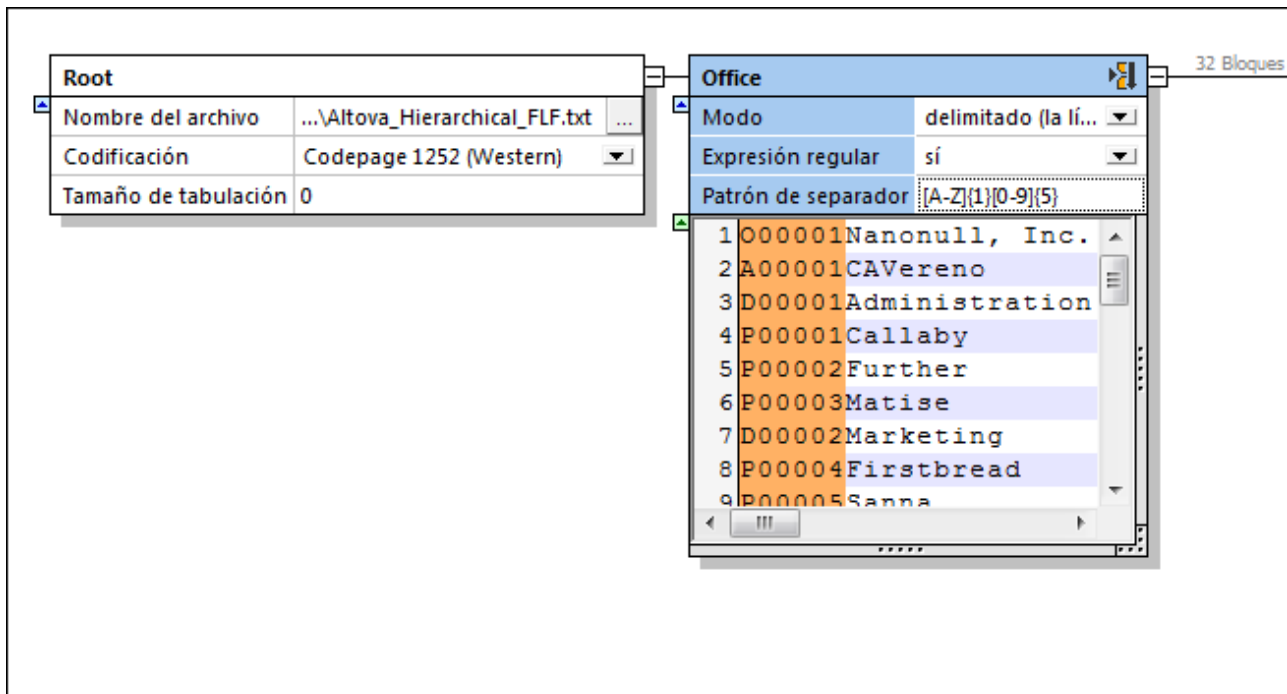 Root
Nombre del archivo ...\Altova_Hierarchical_FLF.txt ...
Codificación Codepage 1252 (Western)
Tamaño de tabulación 0
Office
32 Bloques
Modo delimitado (la lí...
Expresión regular sí
Patrón de separador [A-Z]{1}[0-9]{5}
1 O00001Nanonull, Inc.
2 A00001CAVereno
3 D00001Administration
4 P00001Callaby
5 P00002Further
6 P00003Matise
7 D00002Marketing
8 P00004Firstbread
9 P00005Sanna